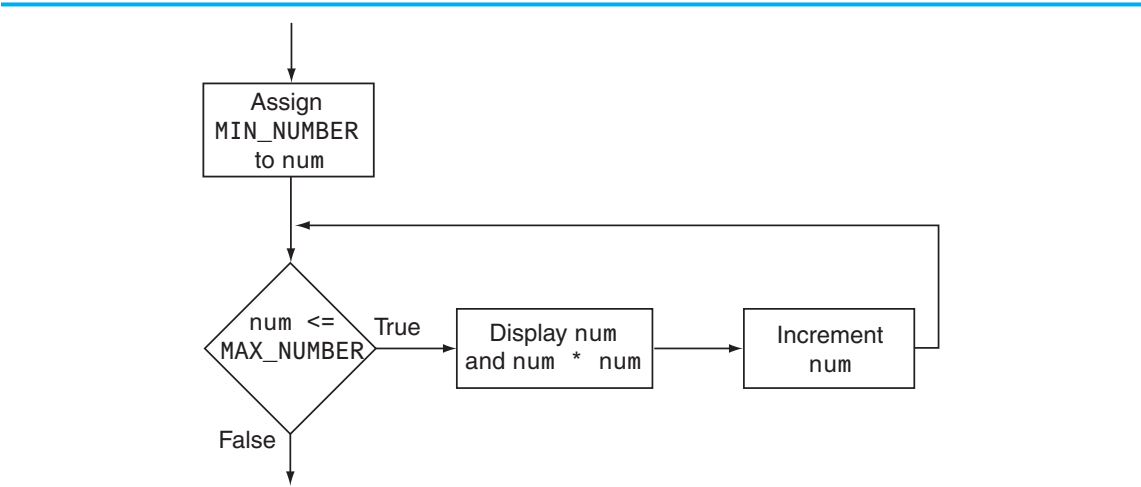 Assign
MIN_NUMBER
to num
num <=
MAX_NUMBER
True
Display num
and num * num
Increment
num
False